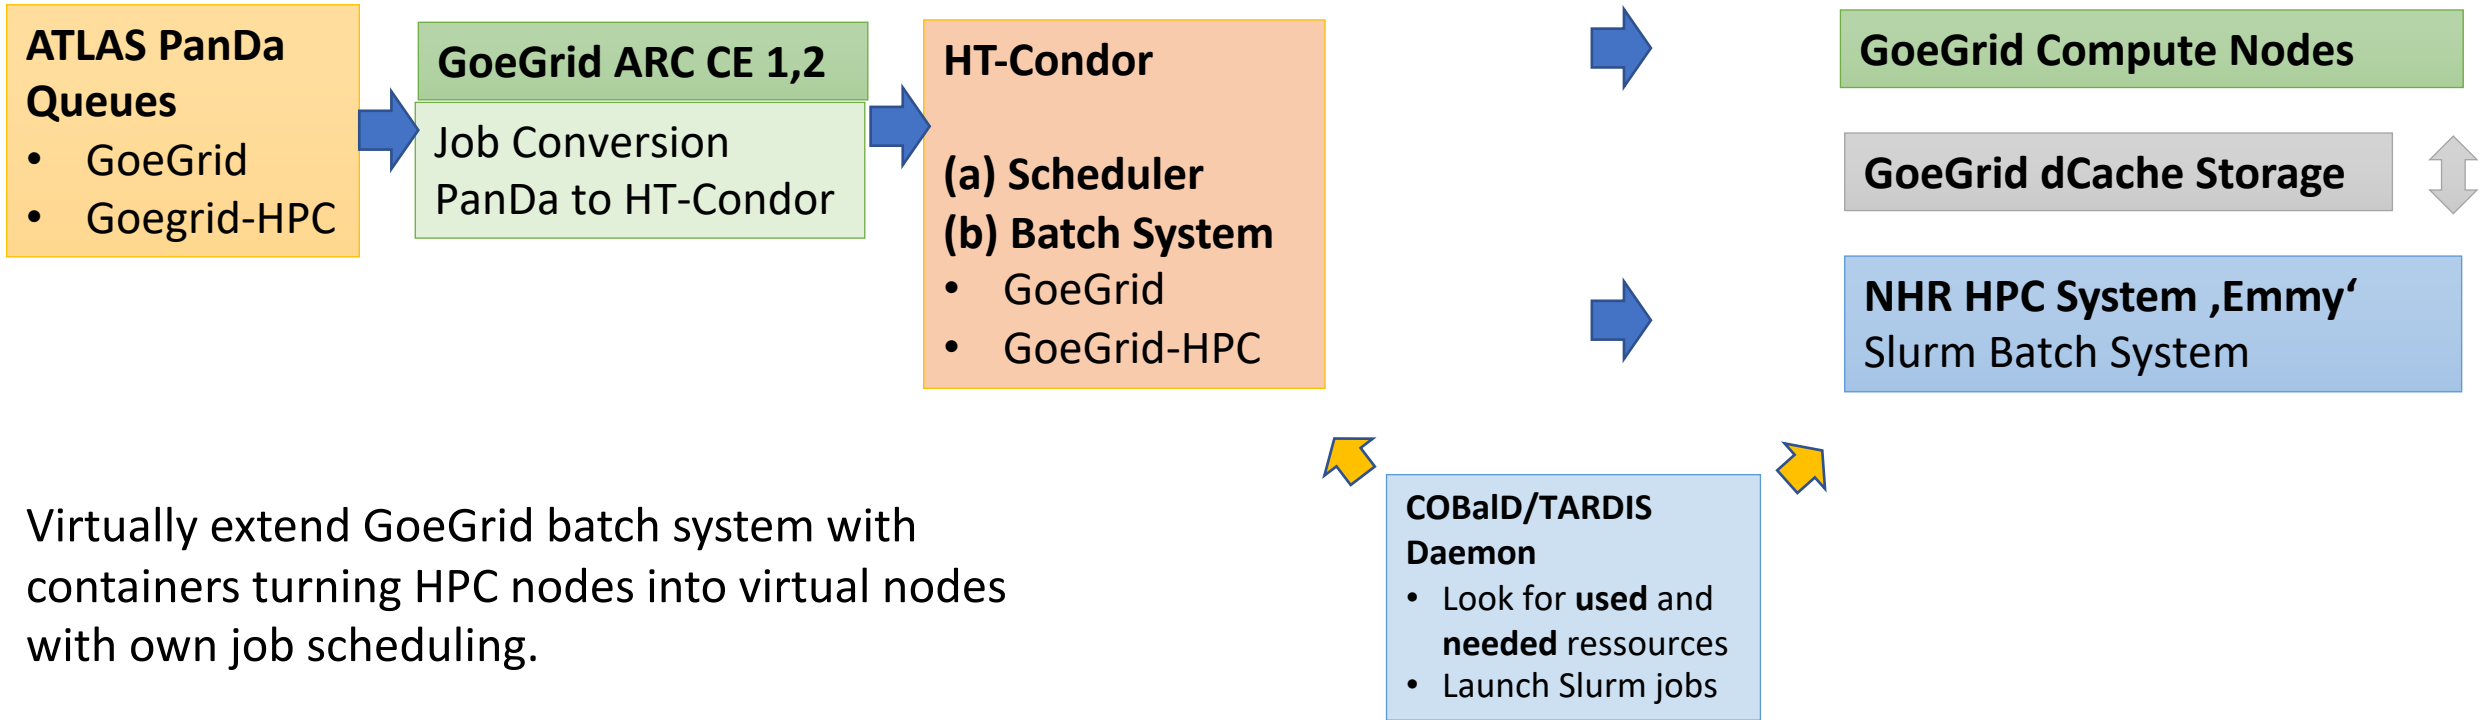 ATLAS PanDa
Queues
• GoeGrid
• Goegrid-HPC
GoeGrid ARC CE 1,2
Job Conversion
PanDa to HT-Condor
HT-Condor
(a) Scheduler
(b) Batch System
• GoeGrid
• GoeGrid-HPC
GoeGrid Compute Nodes
GoeGrid dCache Storage
NHR HPC System ‚Emmy‘
Slurm Batch System
COBalD/TARDIS
Daemon
• Look for used and
needed ressources
• Launch Slurm jobs
Virtually extend GoeGrid batch system with
containers turning HPC nodes into virtual nodes
with own job scheduling.